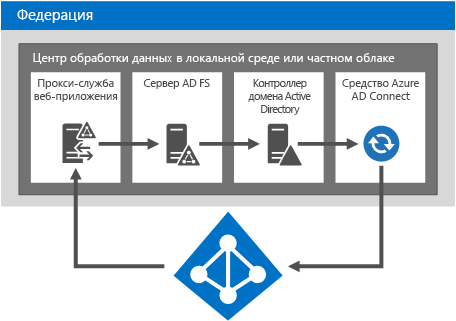 Федерация
Центр обработки данных в локальной среде или частном облаке
Прокси-служба
веб-приложения
Сервер AD FS
Контроллер
домена Active
Directory
Средство Azure
AD Connect